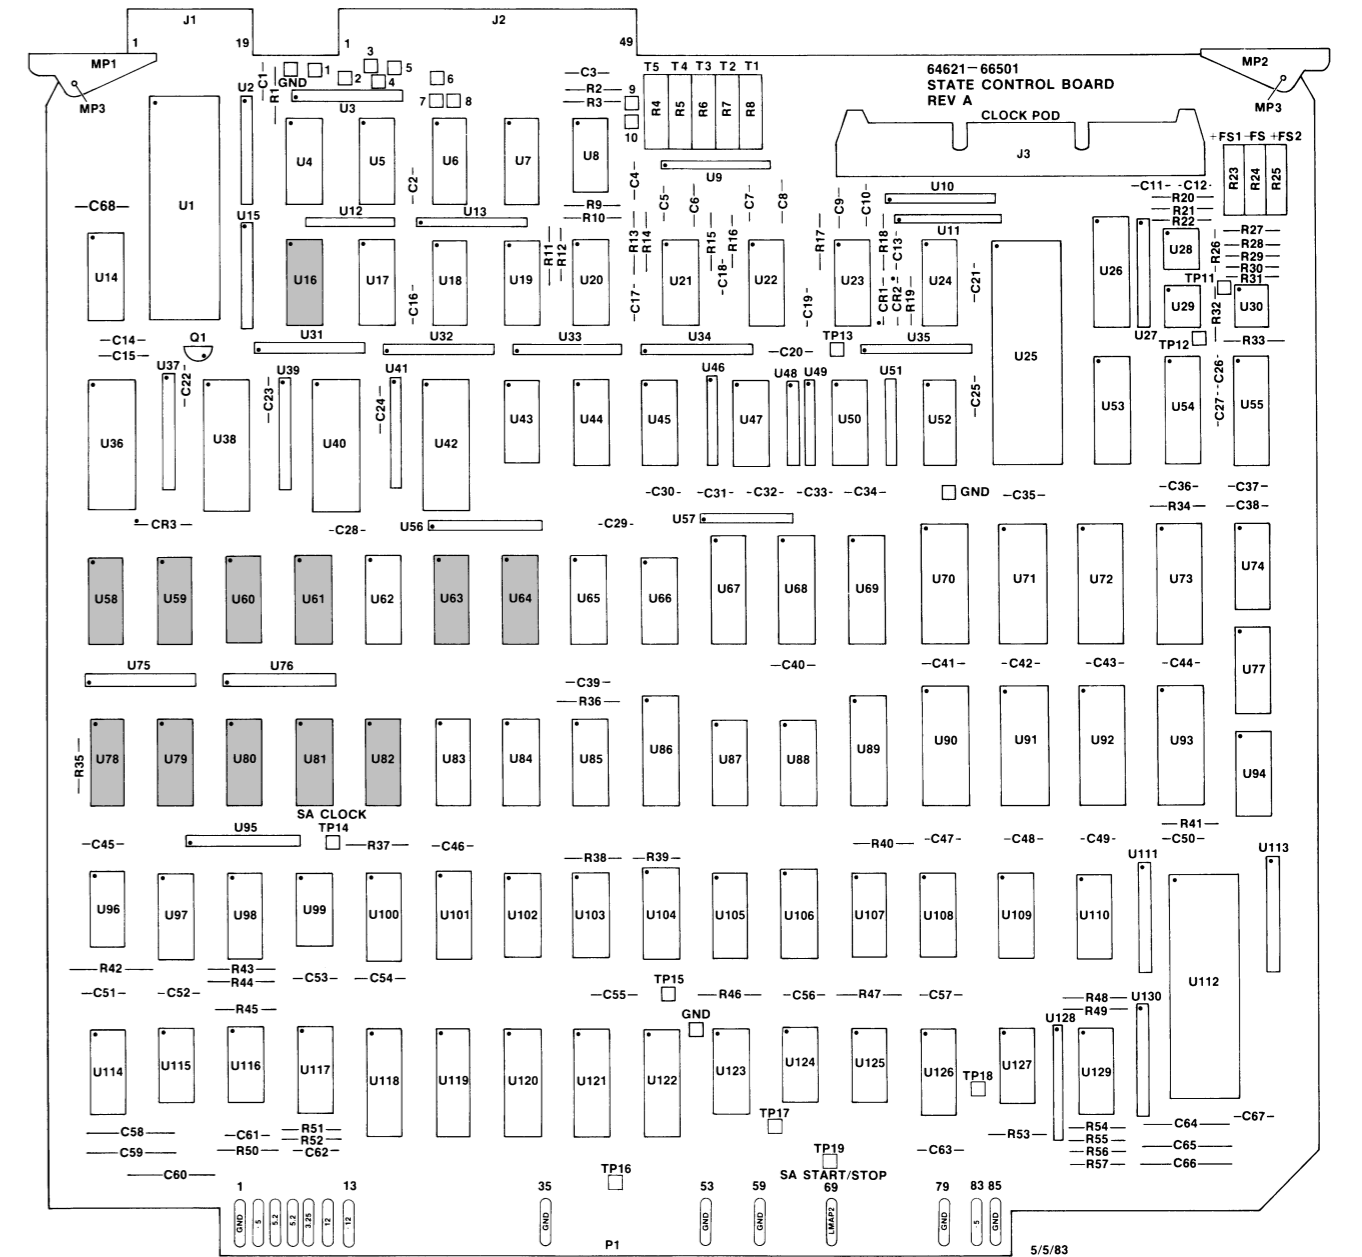 J1
J2
1
19
1
49
3
MP1
MP2
1
2
4
5
6
GND
C3
T5 T4 T3 T2 T1
64621-66501
STATE CONTROL BOARD
REV A
MP3
MP3
C1
R1
U2
U3
7
8
R2
R3
9
10
R4
R5
R6
R7
R8
CLOCK POD
J3
+FS1-FS +FS2
R23
R24
R25
U1
U4
U5
U6
U7
U8
U9
C68
U15
C2
U12
U13
R9
R10
C4
C5
C6
C7
C8
C9
C10
U10
U11
C11
C12
R20
R21
R22
U14
U16
U17
C16
U18
U19
R11
R12
U20
R13
R14
C17
U21
R15
C18
R16
U22
C19
R17
U23
R18
C13
CR1
CR2
R19
U24
C21
U25
U26
U27
U28
U29
R26
R32
TP11
TP12
R27
R28
R29
R30
R31
U30
R33
C14
C15
Q1
U31
U32
U33
U34
C20
TP13
U35
U36
U37
C22
U38
U39
C23
U40
U41
C24
U42
U43
U44
U45
U46
U47
U48
U49
U50
U51
U52
C25
U53
U54
C26
C27
U55
CR3
C28
U56
C29
C30
C31
C32
C33
C34
U57
GND
C35
C36
C37
R34
C38
U58
U59
U60
U61
U62
U63
U64
U65
U66
U67
U68
U69
U70
U71
U72
U73
U74
U75
U76
C39
R36
C40
C41
C42
C43
C44
U77
R35
U78
U79
U80
U81
U82
U83
U84
U85
U86
U87
U88
U89
U90
U91
U92
U93
U94
SA CLOCK
TP14
C45
U95
R37
C46
R38
R39
R40
C47
C48
C49
R41
C50
U111
U113
U96
U97
U98
U99
U100
U101
U102
U103
U104
U105
U106
U107
U108
U109
U110
U112
R42
R43
R44
C51
C52
C53
C54
R45
C55
TP15
R46
C56
R47
C57
R48
R49
U130
GND
U128
U114
U115
U116
U117
U118
U119
U120
U121
U122
U123
U124
U125
U126
TP18
U127
U129
TP17
C58
C59
C60
C61
R50
R51
R52
C62
TP16
TP19
SA START/STOP
C63
R53
R54
R55
R56
R57
C64
C65
C66
C67
1
13
35
53
59
69
79
83
85
GND
5
5.2
5.2
3.25
12
12
GND
GND
GND
LMAP2
GND
5
GND
P1
5/5/83